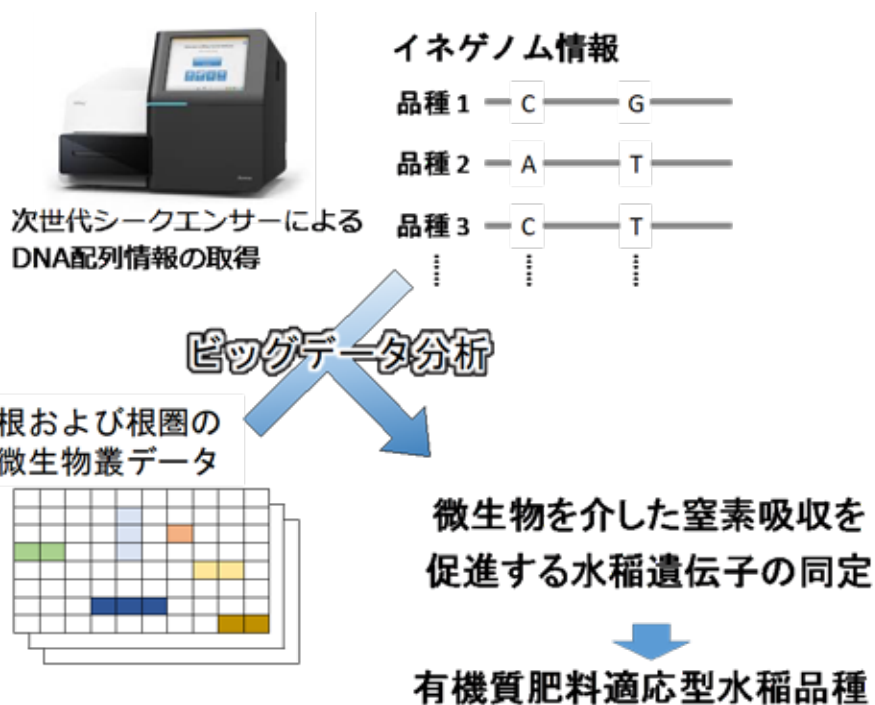 イネゲノム情報
品種1 C G
品種2 A T
品種3 C T
次世代シークエンサーによる
DNA配列情報の取得
ビッグデータ分析
根および根圏の
微生物叢データ
微生物を介した窒素吸収を
促進する水稲遺伝子の同定
有機質肥料適応型水稲品種